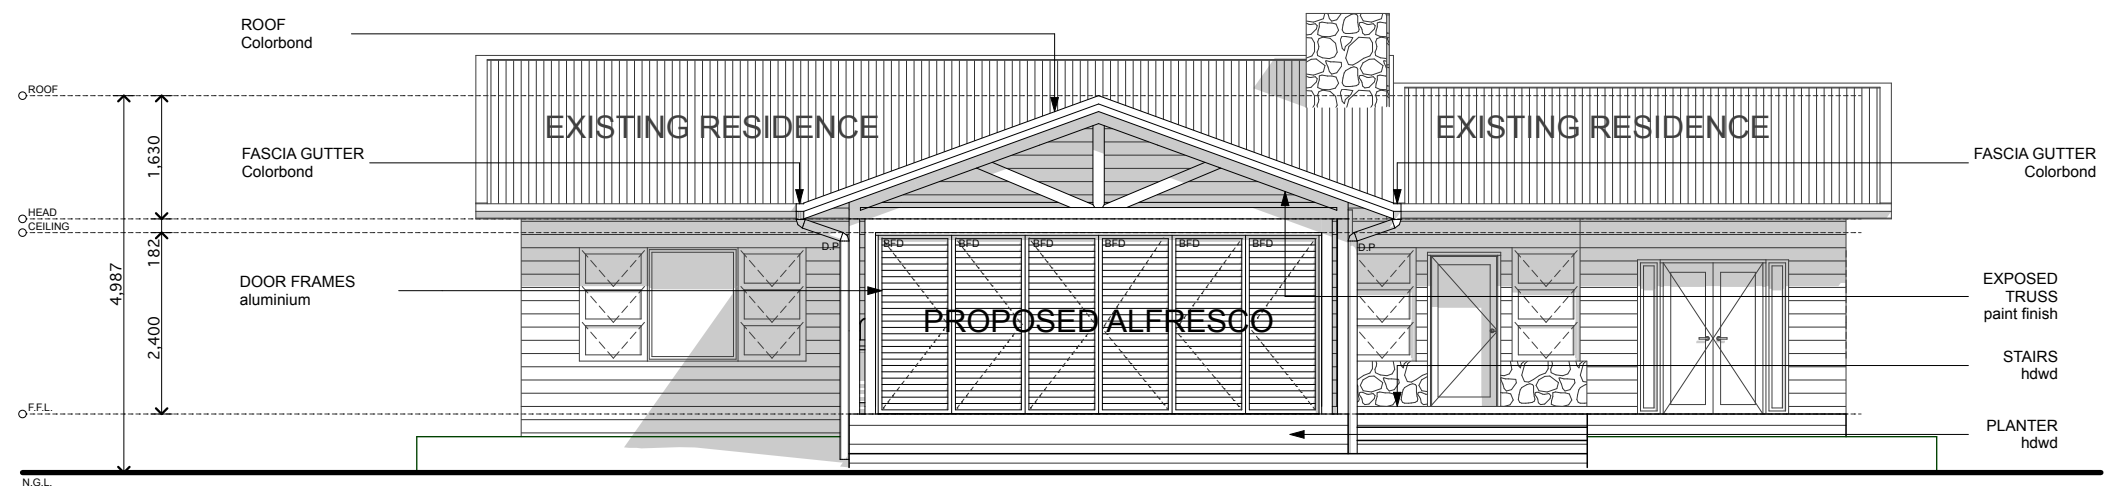 ROOF
Colorbond
ROOF
EXISTING RESIDENCE
EXISTING RESIDENCE
1,630
FASCIA GUTTER
Colorbond
FASCIA GUTTER
Colorbond
HEAD
CEILING
182
D.P
BFD
BFD
BFD
BFD
BFD
BFD
D.P
4,987
DOOR FRAMES
aluminium
EXPOSED
TRUSS
paint finish
PROPOSED ALFRESCO
2,400
STAIRS
hdwd
F.F.L.
PLANTER
hdwd
N.G.L.